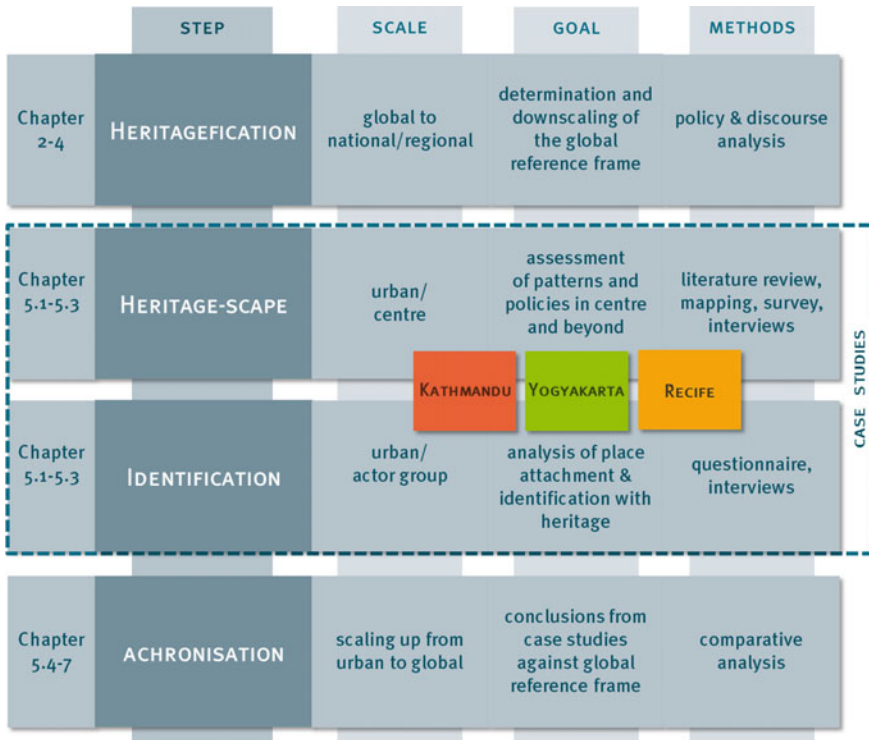 STEP
SCALE
GOAL
METHODS
Chapter
2-4
HERITAGEFICATION
global to
national/regional
determination and
downscaling of
the global
reference frame
policy & discourse
analysis
Chapter
5.1-5.3
HERITAGE-SCAPE
urban/
centre
assessment
of patterns and
policies in centre
and beyond
literature review,
mapping, survey,
interviews
KATHMANDU
YOGYAKARTA
RECIFE
CASE STUDIES
Chapter
5.1-5.3
IDENTIFICATION
urban/
actor group
analysis of place
attachment &
identification with
heritage
questionnaire,
interviews
Chapter
5.4-7
ACHRONISATION
scaling up from
urban to global
conclusions from
case studies
against global
reference frame
comparative
analysis